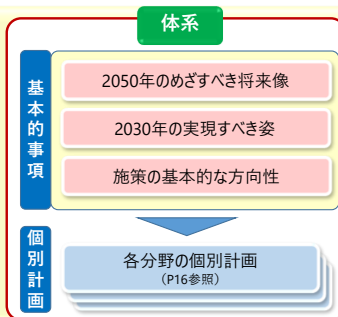 体系
基本的事項
2050年のめざすべき将来像
2030年の実現すべき姿
施策の基本的な方向性
個別計画
各分野の個別計画
(P16参照)